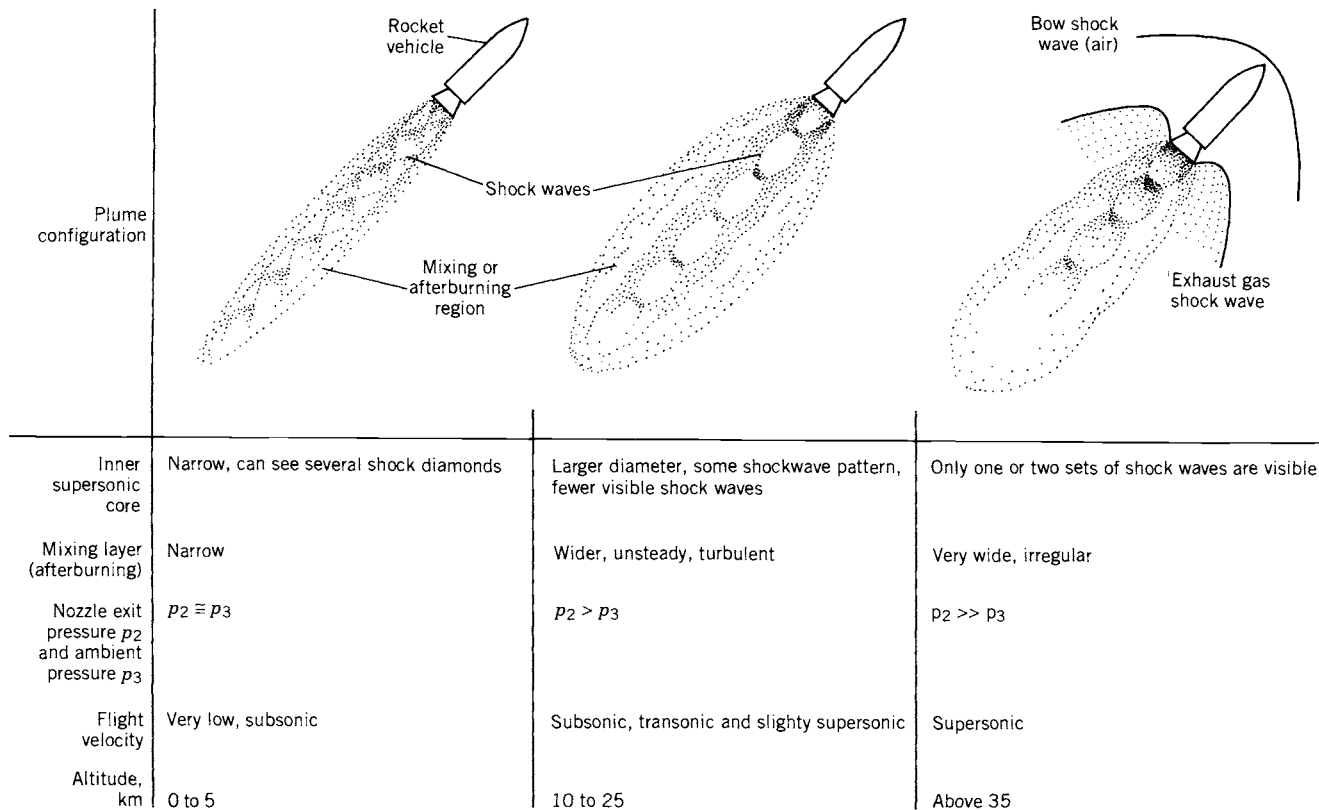 Rocket
vehicle
Bow shock
wave (air)
Shock waves
Plume
configuration
Mixing or
afterburning
region
Exhaust gas
shock wave
Inner
supersonic
core
Narrow, can see several shock diamonds
Larger diameter, some shockwave pattern,
fewer visible shock waves
Only one or two sets of shock waves are visible
Mixing layer
(afterburning)
Narrow
Wider, unsteady, turbulent
Very wide, irregular
Nozzle exit
pressure p2
and ambient
pressure p3
p2 ≅ p3
p2 > p3
p2 >> p3
Flight
velocity
Very low, subsonic
Subsonic, transonic and slighty supersonic
Supersonic
Altitude,
km
0 to 5
10 to 25
Above 35